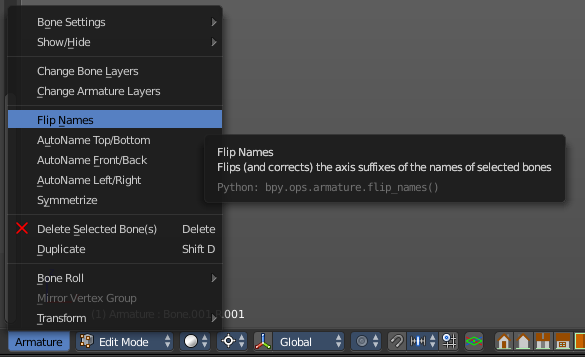 Bone Settings
Show/Hide
Change Bone Layers
Change Armature Layers
Flip Names
AutoName Top/Bottom
AutoName Front/Back
AutoName Left/Right
Symmetrize
Delete Selected Bone(s) Delete
Duplicate Shift D
Bone Roll
Mirror Vertex Group
(1) Armature : Bone.001.R.001
Transform
Flip Names
Flips (and corrects) the axis suffixes of the names of selected bones
Python: bpy.ops.armature.flip_names()
Armature Edit Mode Global